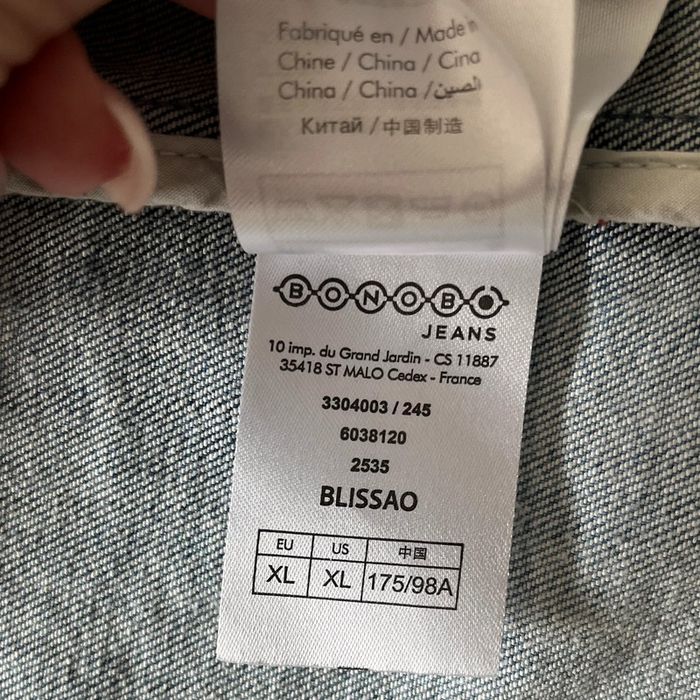 Fabriqué en / Made in
Chine / China / Cina
China / China /الصين
Китай /中国制造
BONOBO
JEANS
10 imp. du Grand Jardin - CS 11887
35418 ST MALO Cedex - France
3304003 / 245
6038120
2535
BLISSAO
EU US 中国
XL XL 175/98A